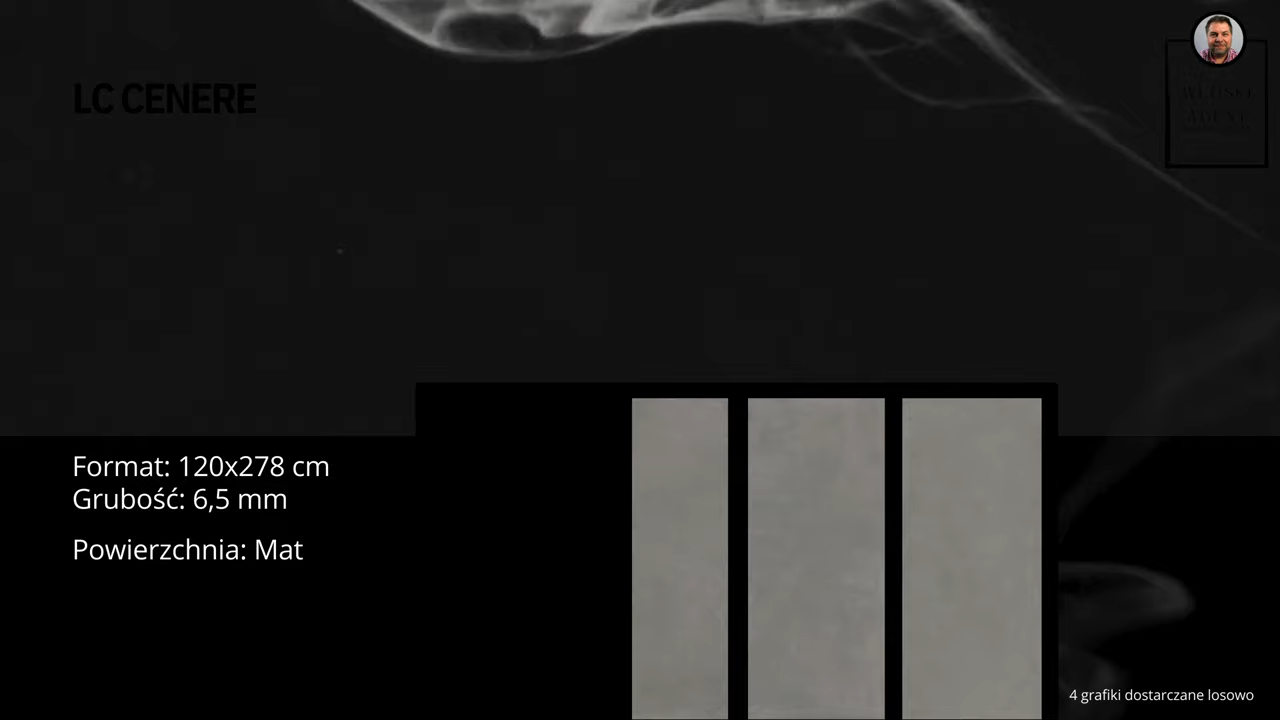 LC CENERE
Format: 120x278 cm
Grubość: 6,5 mm
Powierzchnia: Mat
4 grafiki dostarczane losowo